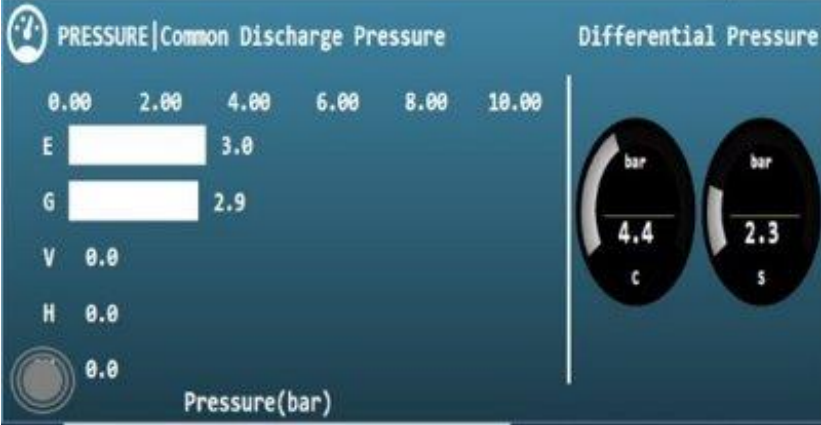 PRESSURE|Common Discharge Pressure
0.00 2.00 4.00 6.00 8.00 10.00
E 3.0
G 2.9
V 0.0
H 0.0
0.0
Pressure(bar)
Differential Pressure
bar
4.4
C
bar
2.3
S